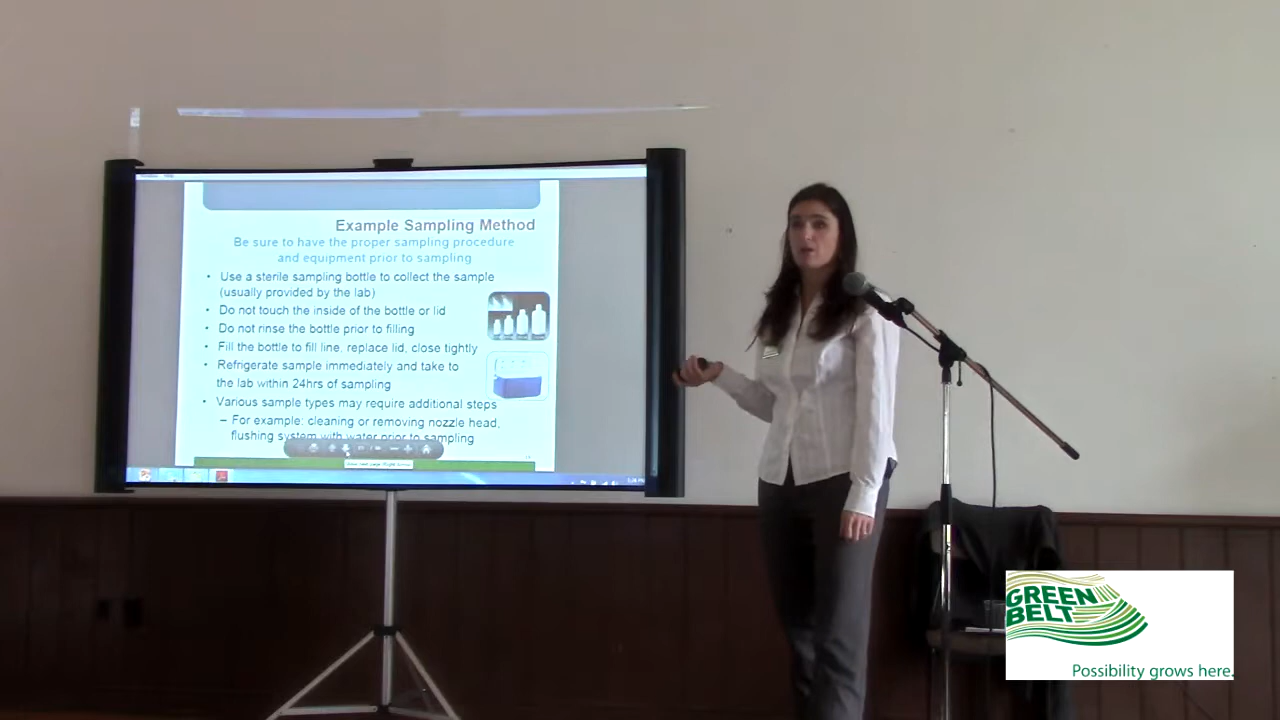 Example Sampling Method
Be sure to have the proper sampling procedure
and equipment prior to sampling
• Use a sterile sampling bottle to collect the sample
(usually provided by the lab)
• Do not touch the inside of the bottle or lid
• Do not rinse the bottle prior to filling
• Fill the bottle to fill line, replace lid, close tightly
• Refrigerate sample immediately and take to
the lab within 24hrs of sampling
• Various sample types may require additional steps
– For example: cleaning or removing nozzle head,
flushing system with water prior to sampling
GREEN
BELT
Possibility grows here.